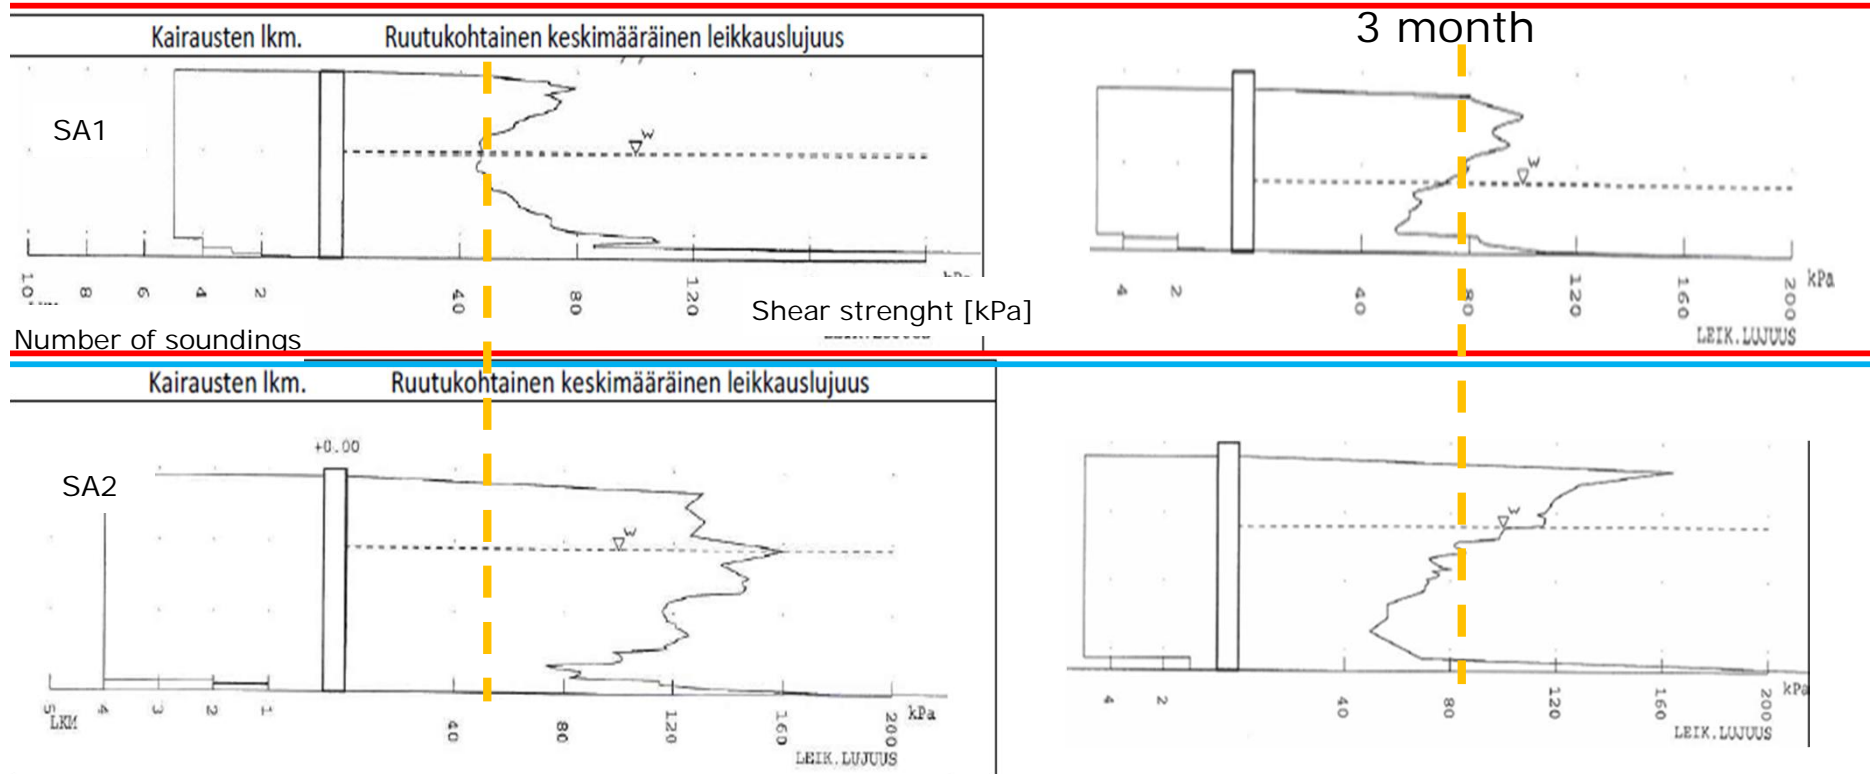 3 month
Kairausten lkm. Ruutukohtainen keskimääräinen leikkauslujuus
SA1
w
w
10 8 6 4 2 40 80 120
4 2 40 80 120 160 200 kPa
LEIK.LUJUUS
Shear strenght [kPa]
Number of soundings
Kairausten lkm. Ruutukohtainen keskimääräinen leikkauslujuus
+0.00
SA2
w
w
5 4 3 2 1 40 80 120 160 200 kPa
LKM
LEIK.LUJUUS
4 2 40 80 120 160 200 kPa
LEIK.LUJUUS